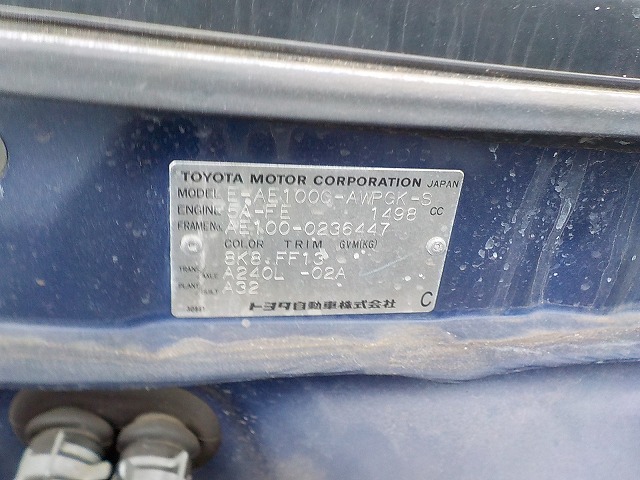 TOYOTA MOTOR CORPORATION JAPAN
MODEL E-AE100G-AWPGK-S
ENGINE 5A-FE 1498 CC
FRAME No. AE100-0236447
COLOR TRIM GVM(KG)
8K8 FF13
TRANS./AXLE A240L -02A
PLANT/BUILT A32
トヨタ自動車株式会社 C